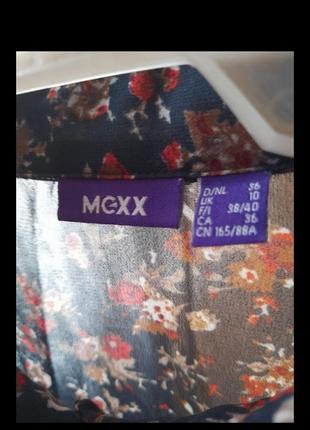 MEXX
D/NL 36
UK 10
F/I 38/40
CA 36
CN 165/88A